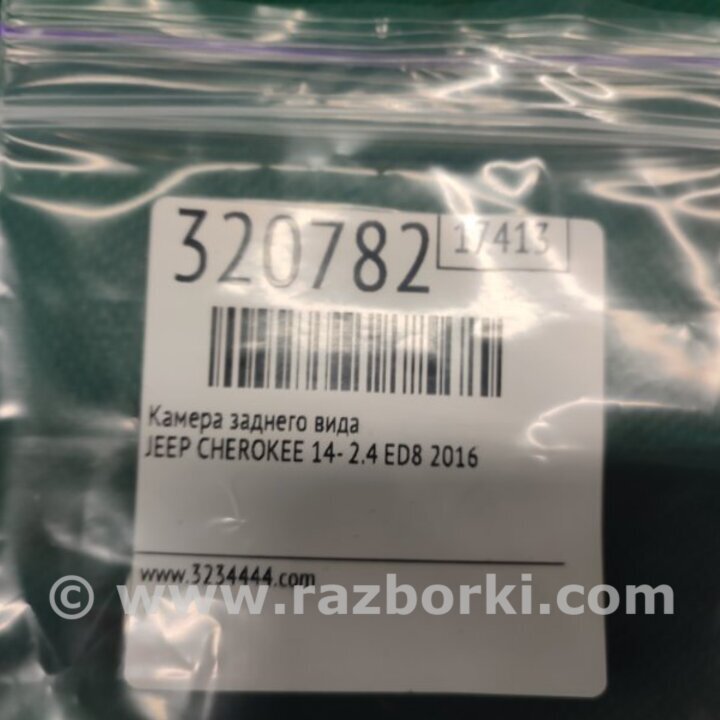 320782
17413
Камера заднего вида
JEEP CHEROKEE 14- 2.4 ED8 2016
www.3234444.com
© www.razborki.com